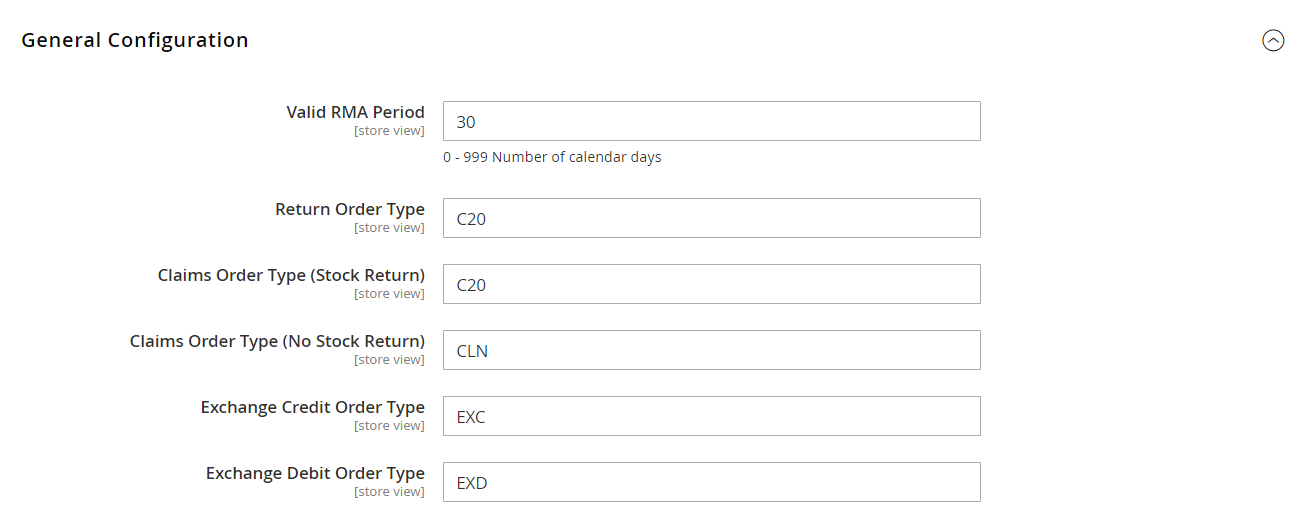 General Configuration
Valid RMA Period
[store view]
30
0 - 999 Number of calendar days
Return Order Type
[store view]
C20
Claims Order Type (Stock Return)
[store view]
C20
Claims Order Type (No Stock Return)
[store view]
CLN
Exchange Credit Order Type
[store view]
EXC
Exchange Debit Order Type
[store view]
EXD